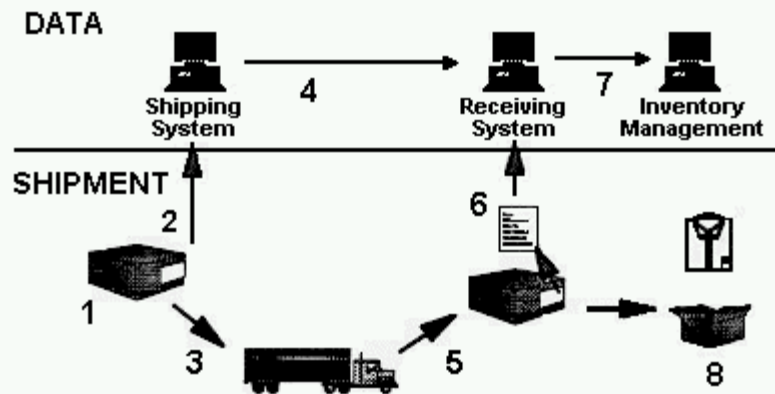 DATA
4
7
Shipping
System
Receiving
System
Inventory
Management
SHIPMENT
2
6
1
3
5
8